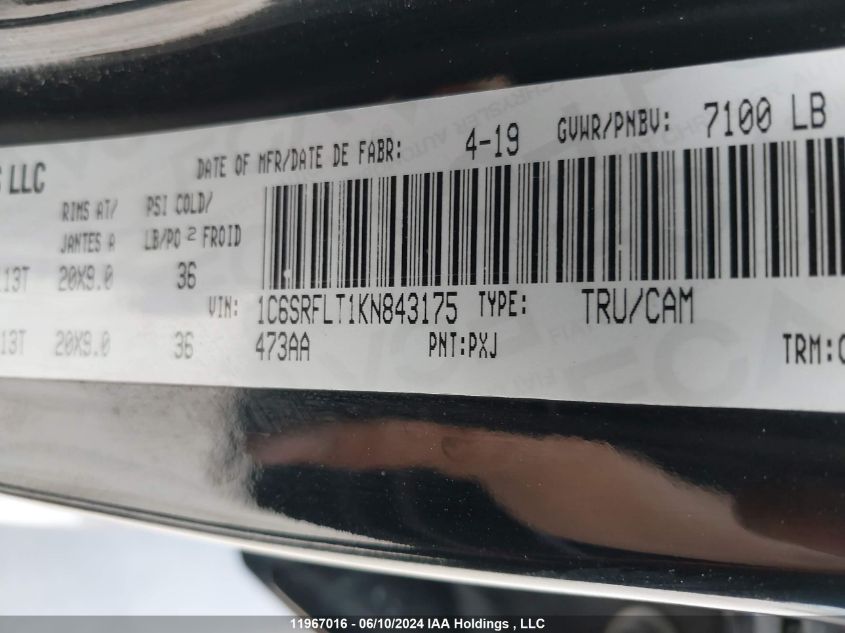 LLC
DATE OF MFR/DATE DE FABR: 4-19 GVWR/PNBV: 7100 LB
RIMS AT/ PSI COLD/
JANTES A LB/PO 2 FROID
113T 20X9.0 36
VIN: 1C6SRFLT1KN843175 TYPE: TRU/CAM
13T 20X9.0 36 473AA PNT:PXJ TRM:
11967016 - 06/10/2024 IAA Holdings , LLC